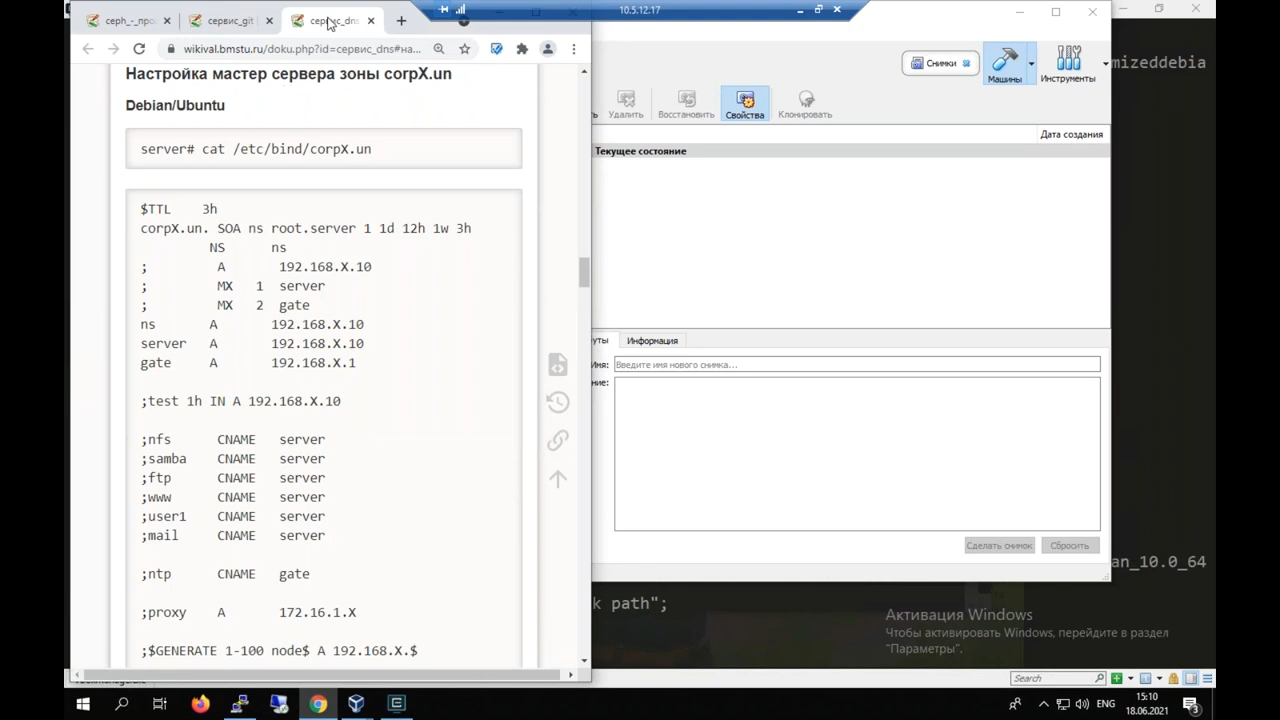 ceph_-_про
сервис_git
сервис_dns
10.5.12.17
wikival.bmstu.ru/doku.php?id=сервис_dns#на...
Снимки
Машины
Инструменты
mizeddebia
Удалить
Восстановить
Свойства
Клонировать
Дата создания
Текущее состояние
Настройка мастер сервера зоны corpX.un
Debian/Ubuntu
server# cat /etc/bind/corpX.un
$TTL 3h
corpX.un. SOA ns root.server 1 1d 12h 1w 3h
NS ns
; A 192.168.X.10
; MX 1 server
; MX 2 gate
ns A 192.168.X.10
server A 192.168.X.10
gate A 192.168.X.1
;test 1h IN A 192.168.X.10
;nfs CNAME server
;samba CNAME server
;ftp CNAME server
;www CNAME server
;user1 CNAME server
;mail CNAME server
;ntp CNAME gate
;proxy A 172.16.1.X
;$GENERATE 1-100 node$ A 192.168.X.$
уты
Информация
Имя:
Введите имя нового снимка...
ние:
Сделать снимок
Сбросить
an_10.0_64
k path";
Активация Windows
Чтобы активировать Windows, перейдите в раздел
"Параметры".
Search
ENG
15:10
18.06.2021
3